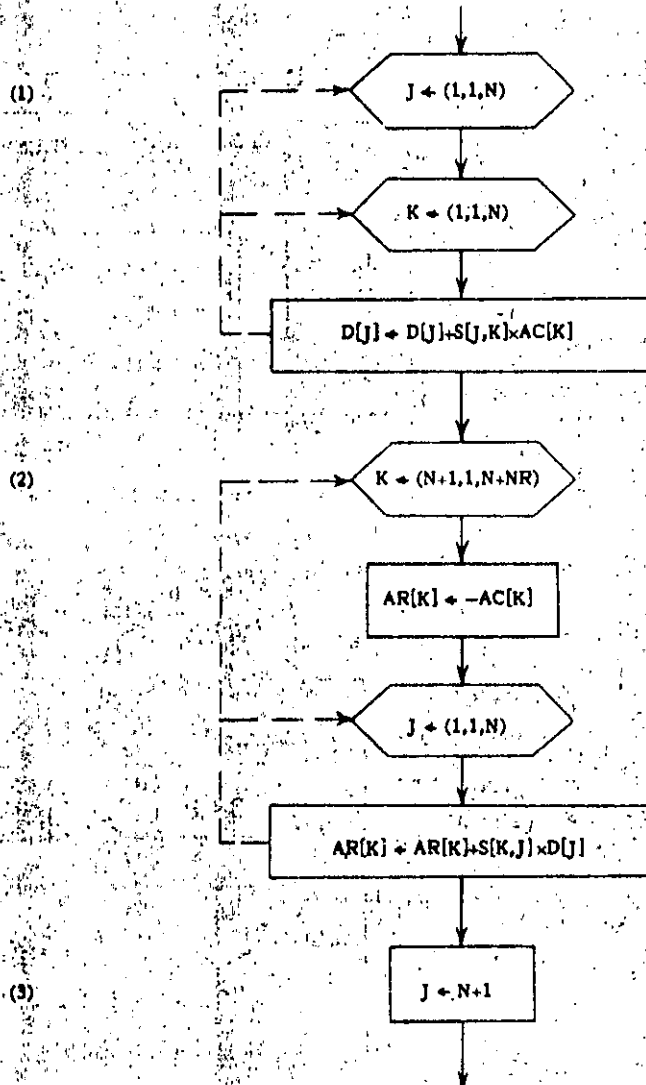 (1)
J ← (1,1,N)
K ← (1,1,N)
D[J] ← D[J]+S[J,K]×AC[K]
(2)
K ← (N+1,1,N+NR)
AR[K] ← -AC[K]
J ← (1,1,N)
AR[K] ← AR[K]+S[K,J]×D[J]
(3)
J ← N+1